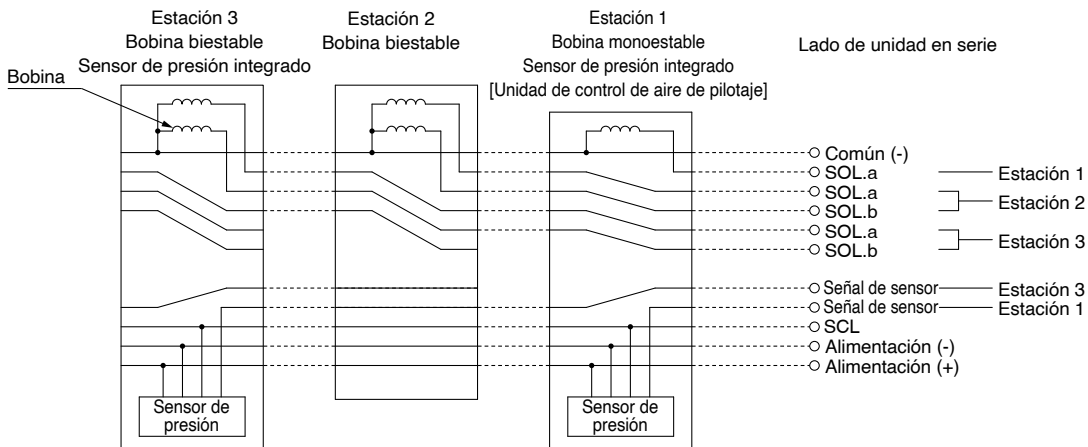 Estación 3
Bobina biestable
Sensor de presión integrado
Estación 2
Bobina biestable
Estación 1
Bobina monoestable
Sensor de presión integrado
[Unidad de control de aire de pilotaje]
Lado de unidad en serie
Bobina
Común (-)
SOL.a
Estación 1
SOL.a
SOL.b
Estación 2
SOL.a
SOL.b
Estación 3
Señal de sensor
Estación 3
Señal de sensor
Estación 1
SCL
Alimentación (-)
Alimentación (+)
Sensor de
presión
Sensor de
presión